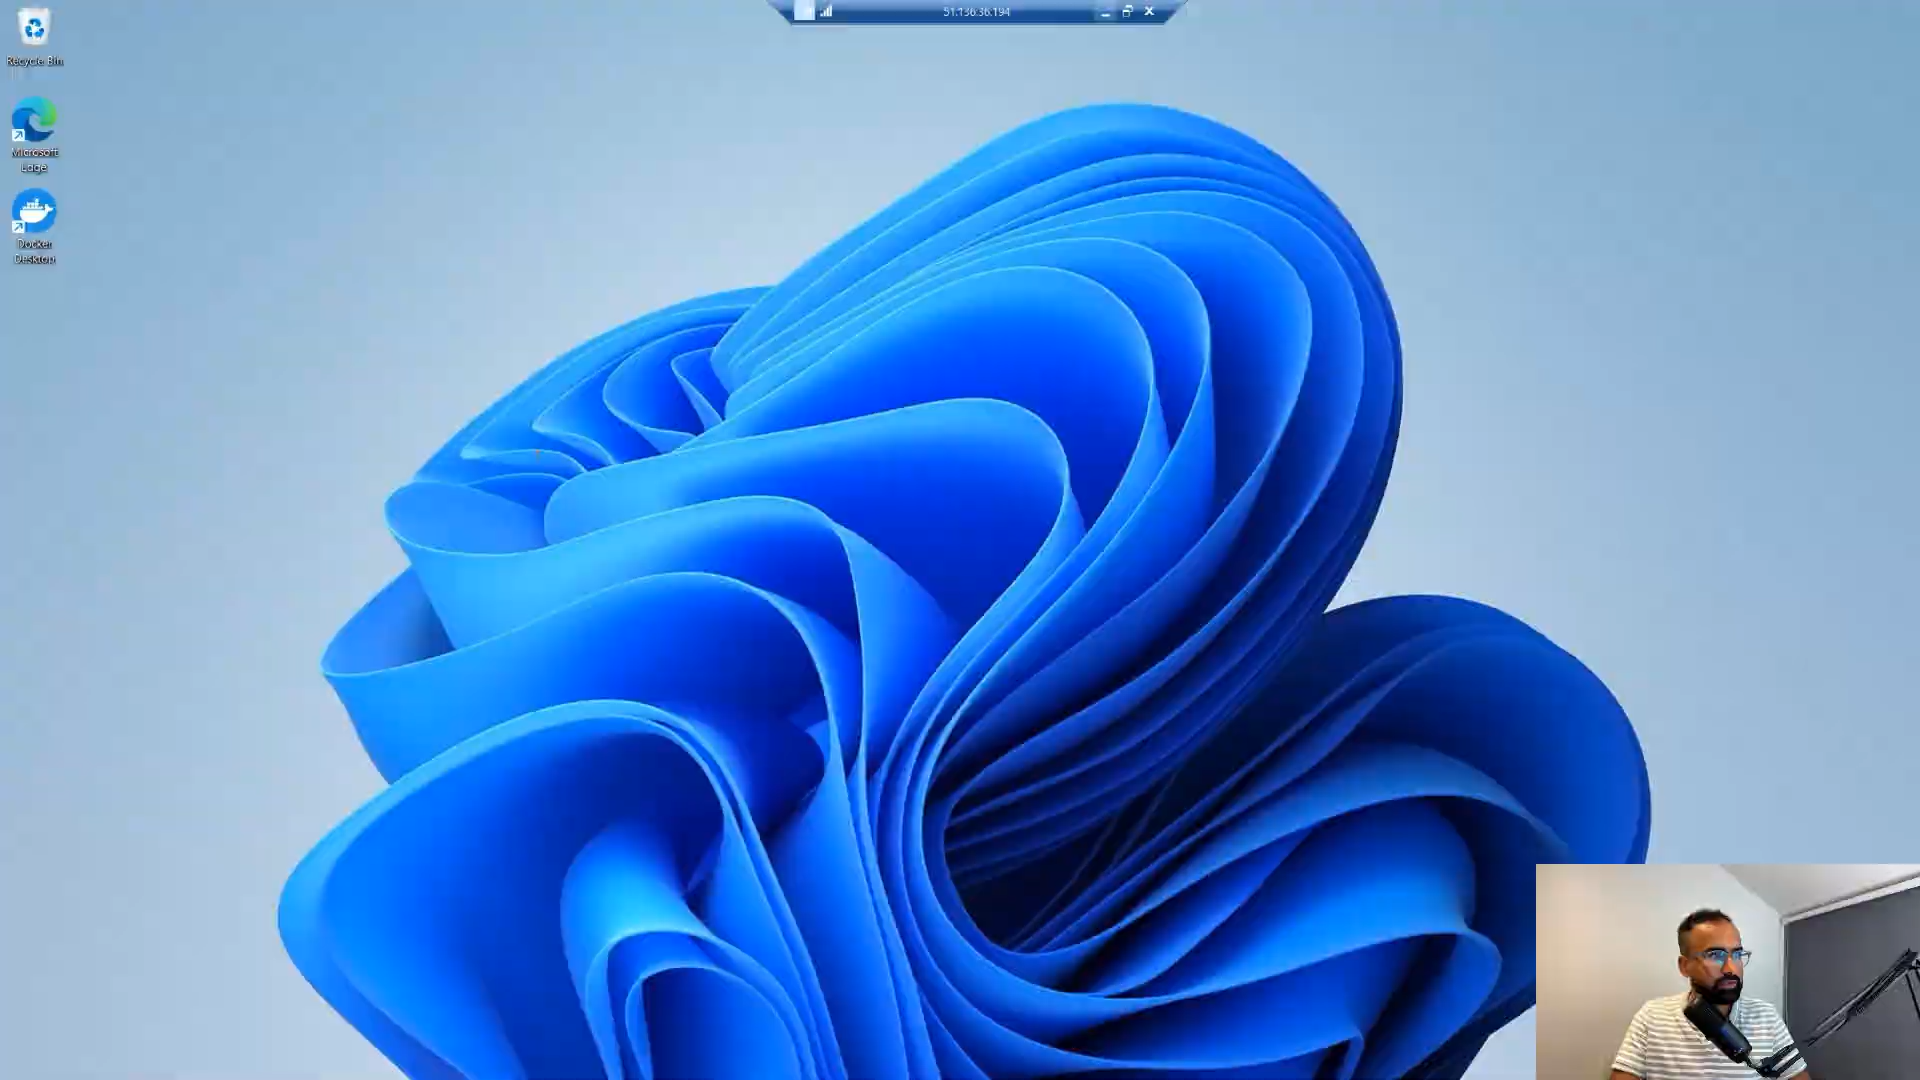 51.136.36.194
Recycle Bin
Microsoft
Edge
Docker
Desktop